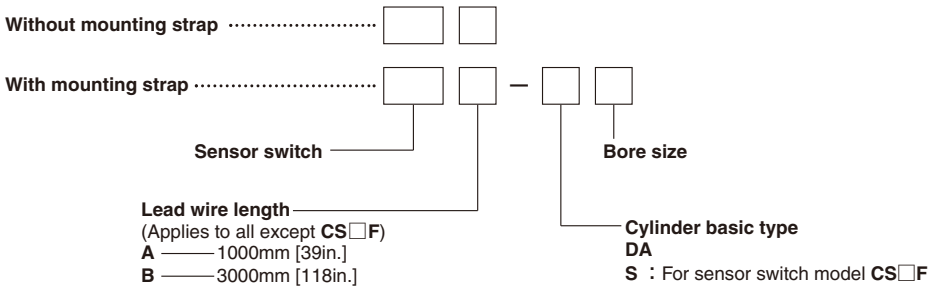 Without mounting strap
With mounting strap —
Sensor switch
Bore size
Lead wire length
(Applies to all except CS□F)
A 1000mm [39in.]
B 3000mm [118in.]
Cylinder basic type
DA
S : For sensor switch model CS□F